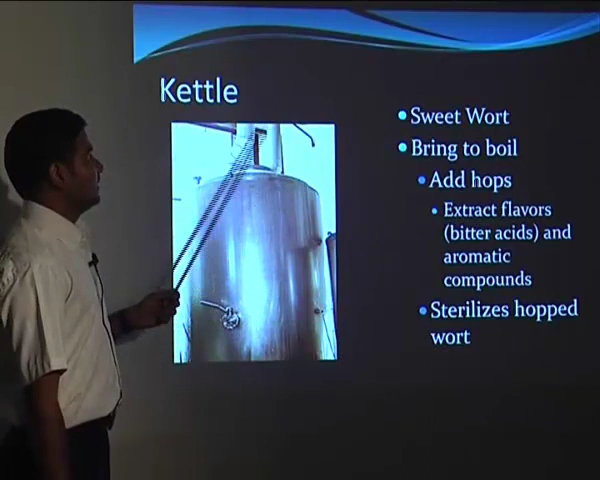 Kettle
Sweet Wort
Bring to boil
Add hops
Extract flavors
(bitter acids) and
aromatic
compounds
Sterilizes hopped
wort